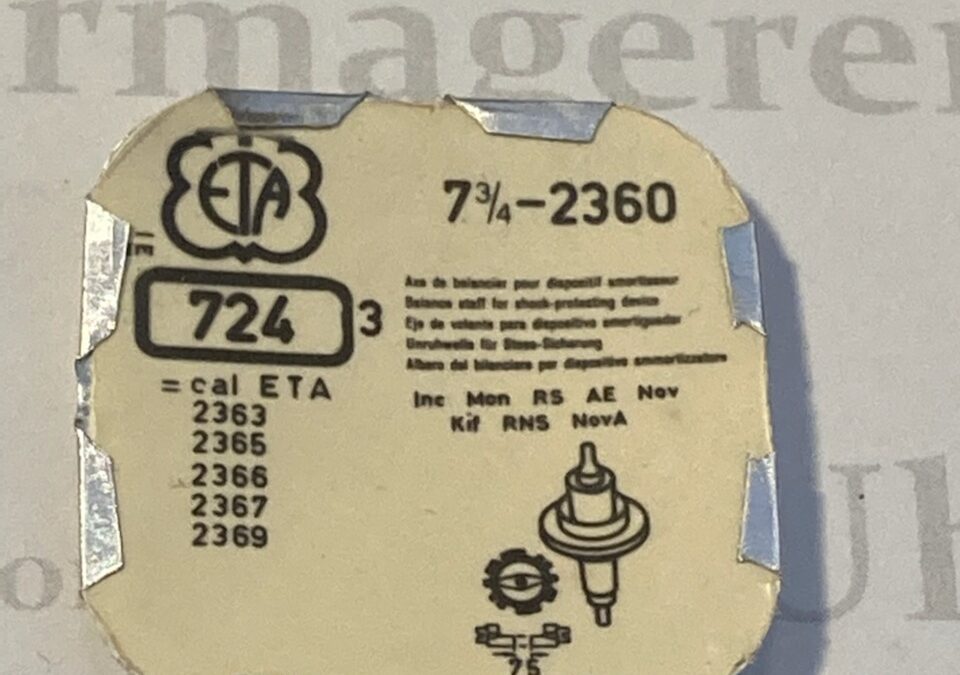 rmagerer
ETA
7¾-2360
IE
724 3
Axe de balancier pour dispositif amortisseur
Balance staff for shock-protecting device
Eje de volante para dispositivo amortiguador
Unruhwelle für Stoss-Sicherung
Albero del bilanciere per dispositivo ammortizzatore
= cal ETA
2363
2365
2366
2367
2369
Inc Mon RS AE Nov
Kif RNS NovA
75